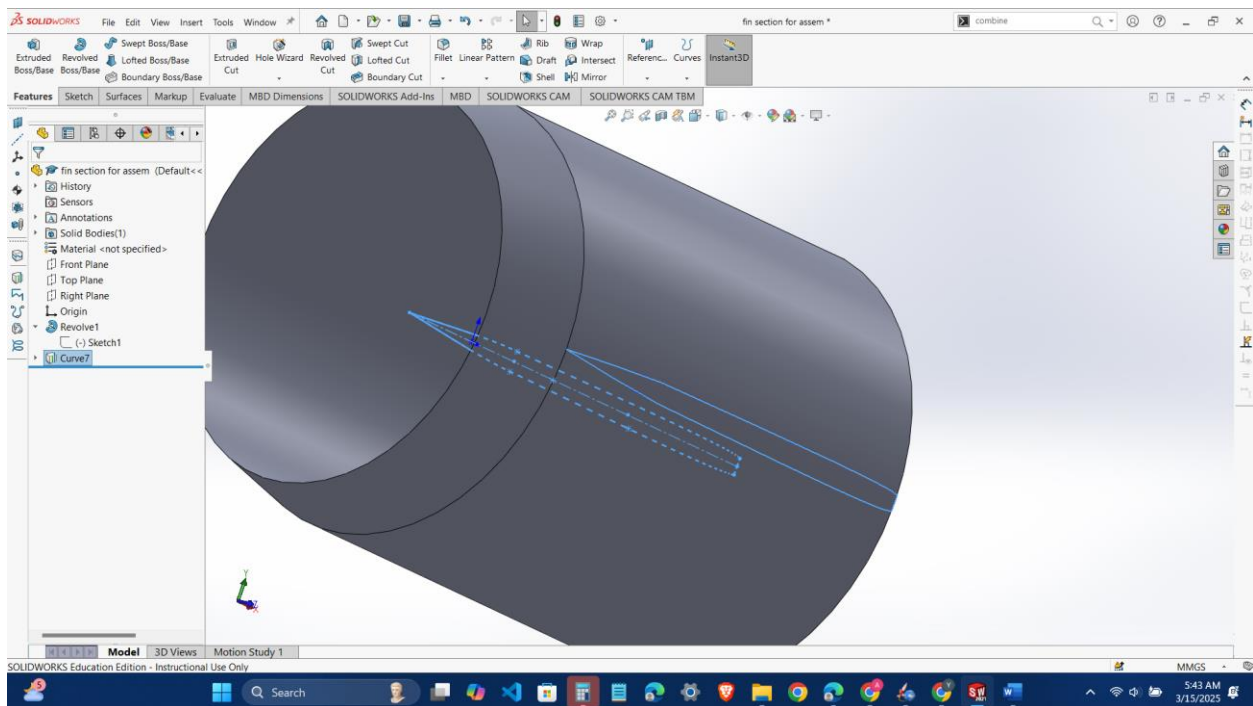 SOLIDWORKS File Edit View Insert Tools Window fin section for assem * combine
Extruded Boss/Base
Revolved Boss/Base
Swept Boss/Base
Lofted Boss/Base
Boundary Boss/Base
Extruded Cut
Hole Wizard
Revolved Cut
Swept Cut
Lofted Cut
Boundary Cut
Fillet
Linear Pattern
Rib
Draft
Shell
Wrap
Intersect
Mirror
Referenc...
Curves
Instant3D
Features Sketch Surfaces Markup Evaluate MBD Dimensions SOLIDWORKS Add-Ins MBD SOLIDWORKS CAM SOLIDWORKS CAM TBM
fin section for assem (Default<<
History
Sensors
Annotations
Solid Bodies(1)
Material <not specified>
Front Plane
Top Plane
Right Plane
Origin
Revolve1
(-) Sketch1
Curve7
Y
Z
X
Model 3D Views Motion Study 1
SOLIDWORKS Education Edition - Instructional Use Only MMGS
Search
5:43 AM
3/15/2025